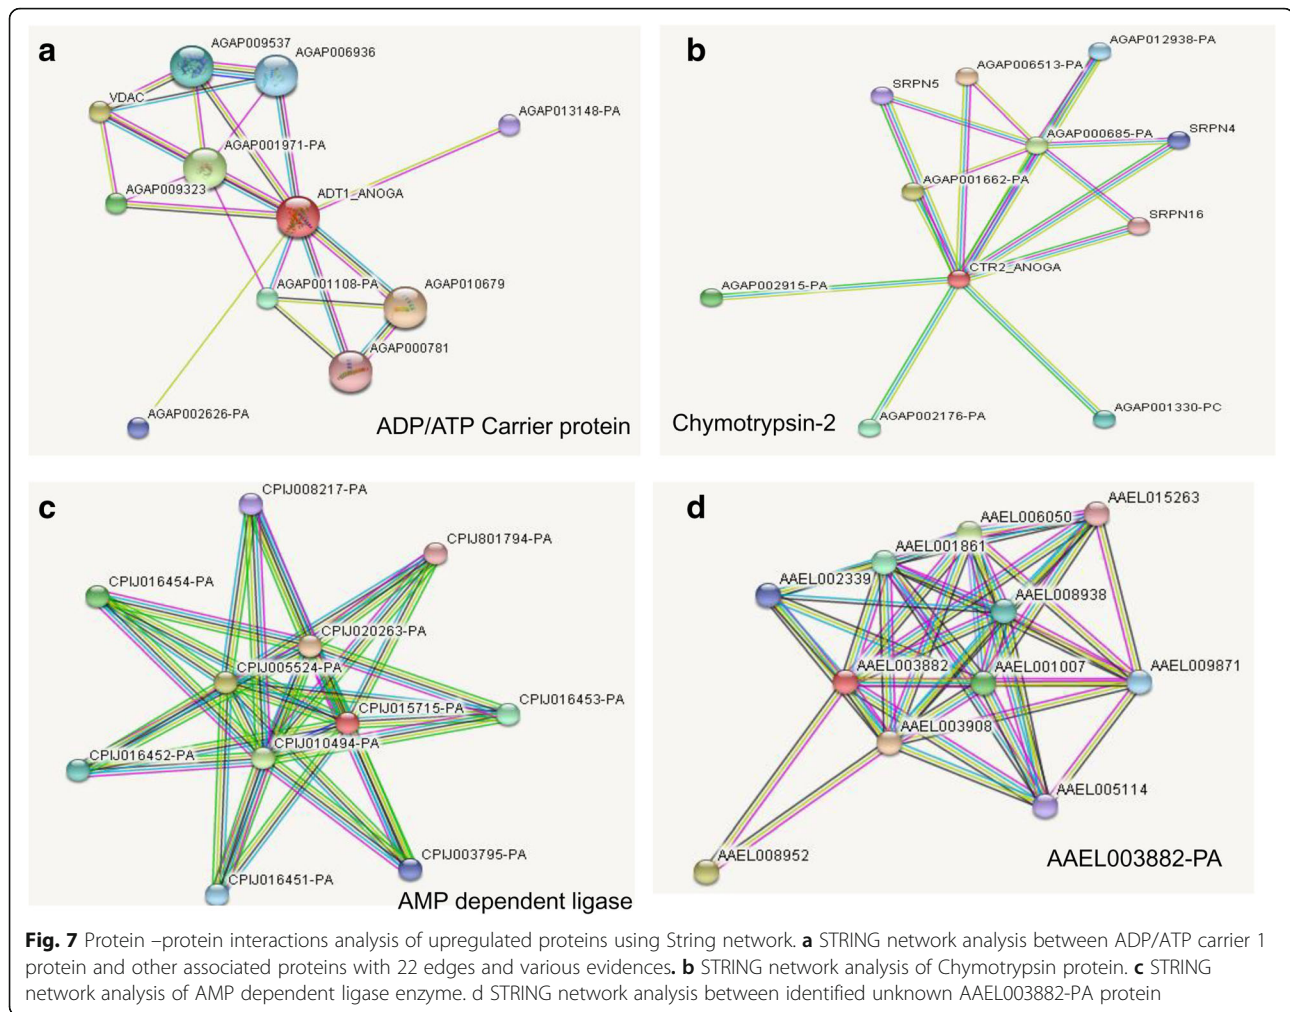 a
AGAP009537
AGAP006936
VDAC
AGAP013148-PA
AGAP001971-PA
AGAP009323
ADT1_ANOGA
AGAP001108-PA
AGAP010679
AGAP000781
AGAP002626-PA
ADP/ATP Carrier protein
b
AGAP012938-PA
AGAP006513-PA
SRPN5
AGAP000685-PA
SRPN4
AGAP001662-PA
SRPN16
CTR2_ANOGA
AGAP002915-PA
AGAP002176-PA
AGAP001330-PC
Chymotrypsin-2
c
CPIJ008217-PA
CPIJ801794-PA
CPIJ016454-PA
CPIJ020263-PA
CPIJ005524-PA
CPIJ016453-PA
CPIJ015715-PA
CPIJ010494-PA
CPIJ016452-PA
CPIJ003795-PA
CPIJ016451-PA
AMP dependent ligase
d
AAEL015263
AAEL006050
AAEL001861
AAEL002339
AAEL008938
AAEL003882
AAEL001007
AAEL009871
AAEL003908
AAEL005114
AAEL008952
AAEL003882-PA
Fig. 7 Protein –protein interactions analysis of upregulated proteins using String network. a STRING network analysis between ADP/ATP carrier 1
protein and other associated proteins with 22 edges and various evidences. b STRING network analysis of Chymotrypsin protein. c STRING
network analysis of AMP dependent ligase enzyme. d STRING network analysis between identified unknown AAEL003882-PA protein